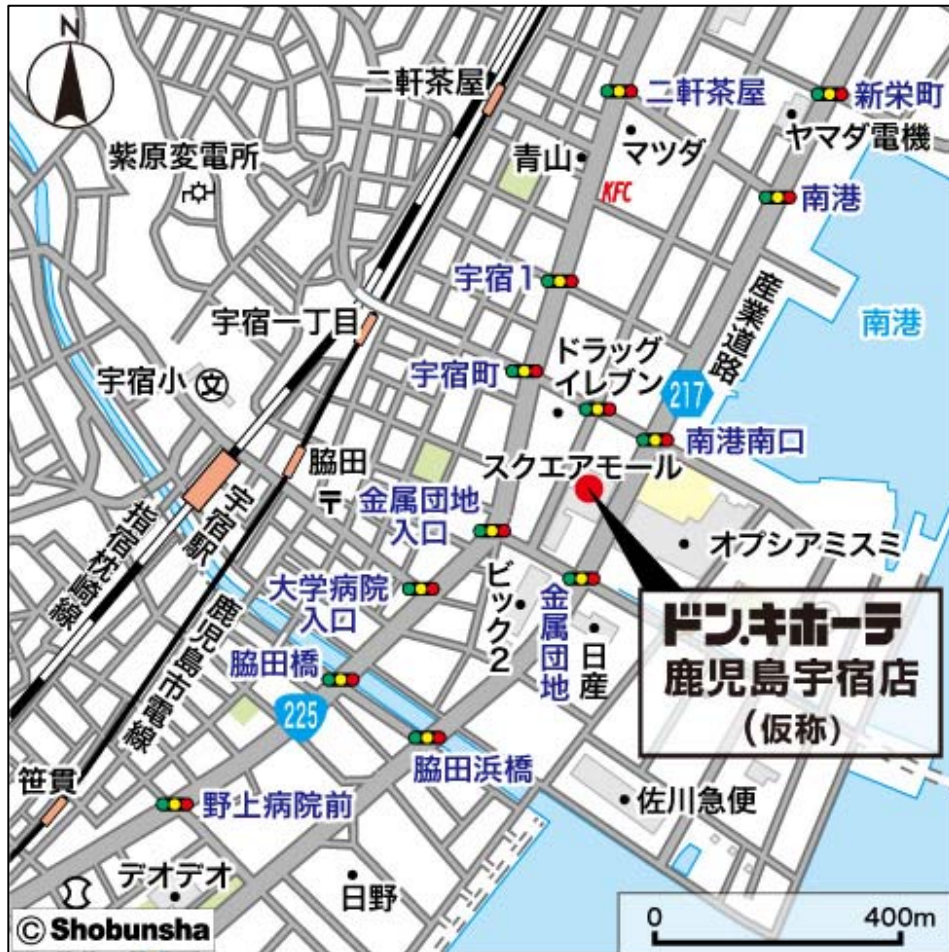 N
二軒茶屋
二軒茶屋
新栄町
ヤマダ電機
マツダ
青山
KFC
紫原変電所
南港
宇宿1
産業道路
南港
宇宿一丁目
宇宿小
文
宇宿町
ドラッグ
イレブン
217
南港南口
スクエアモール
脇田
金属団地
入口
宇宿駅
指宿枕崎線
鹿児島市電線
大学病院
入口
ビック2
金属団地
日産
オプシアミスミ
ドン.キホーテ
鹿児島宇宿店
(仮称)
脇田橋
225
脇田浜橋
笹貫
野上病院前
佐川急便
デオデオ
日野
© Shobunsha
0 400m